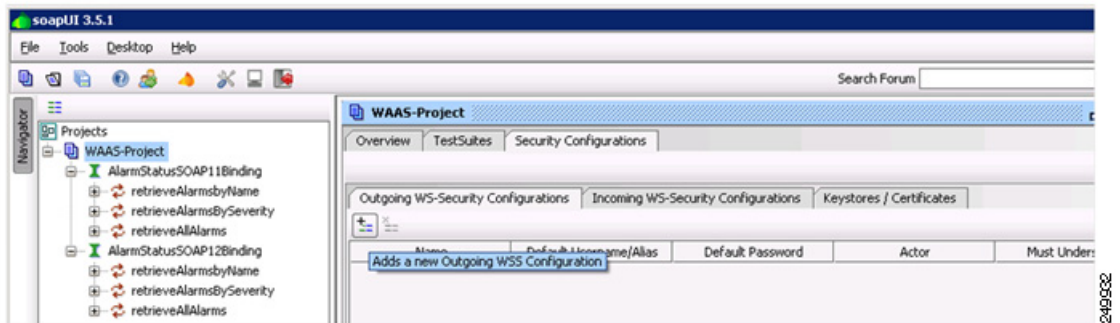 soapUI 3.5.1
File Tools Desktop Help
Search Forum
Navigator
Projects
WAAS-Project
AlarmStatusSOAP11Binding
retrieveAlarmsbyName
retrieveAlarmsBySeverity
retrieveAllAlarms
AlarmStatusSOAP12Binding
retrieveAlarmsbyName
retrieveAlarmsBySeverity
retrieveAllAlarms
WAAS-Project
Overview TestSuites Security Configurations
Outgoing WS-Security Configurations Incoming WS-Security Configurations Keystores / Certificates
Name Default Username/Alias Default Password Actor Must Unders
Adds a new Outgoing WSS Configuration
249932